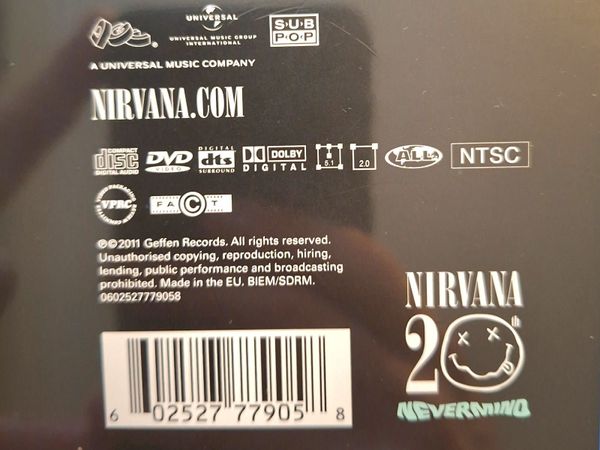 UNIVERSAL
UNIVERSAL MUSIC GROUP
INTERNATIONAL
SUB
POP
A UNIVERSAL MUSIC COMPANY
NIRVANA.COM
COMPACT
disc
DIGITAL AUDIO
DVD
VIDEO
DIGITAL
dts
SURROUND
DOLBY
DIGITAL
5.1
2.0
ALL
NTSC
VPRC
FACT
℗©2011 Geffen Records. All rights reserved.
Unauthorised copying, reproduction, hiring,
lending, public performance and broadcasting
prohibited. Made in the EU. BIEM/SDRM.
0602527779058
NIRVANA
20th
NEVERMIND
6 02527 77905 8